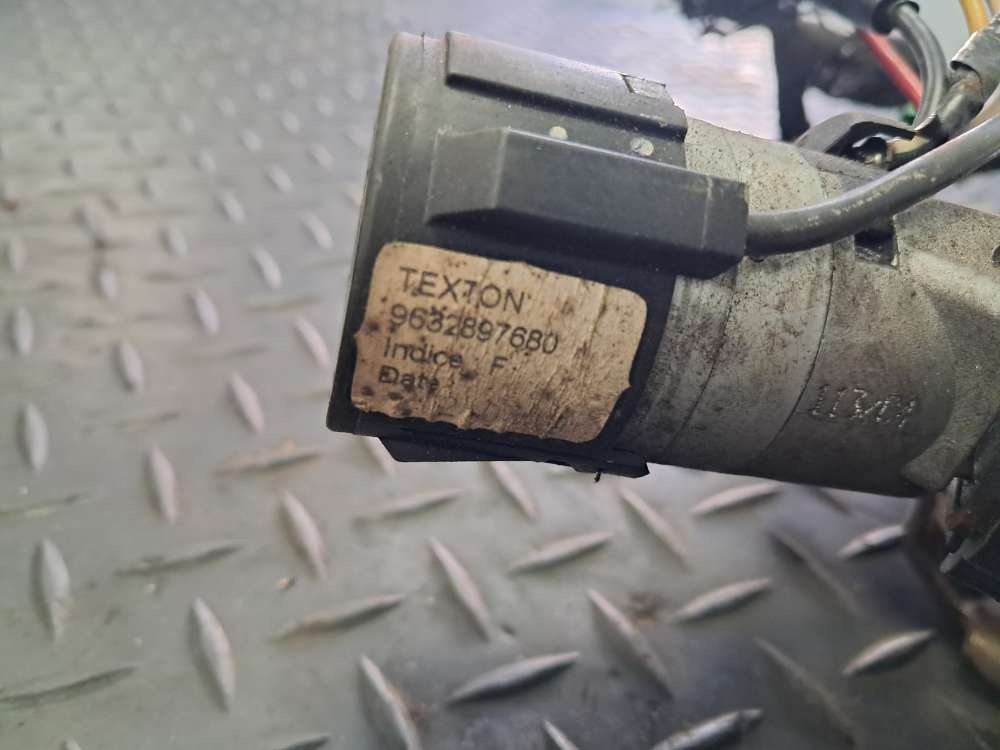 TEXTON
9632897680
Indice F
Date